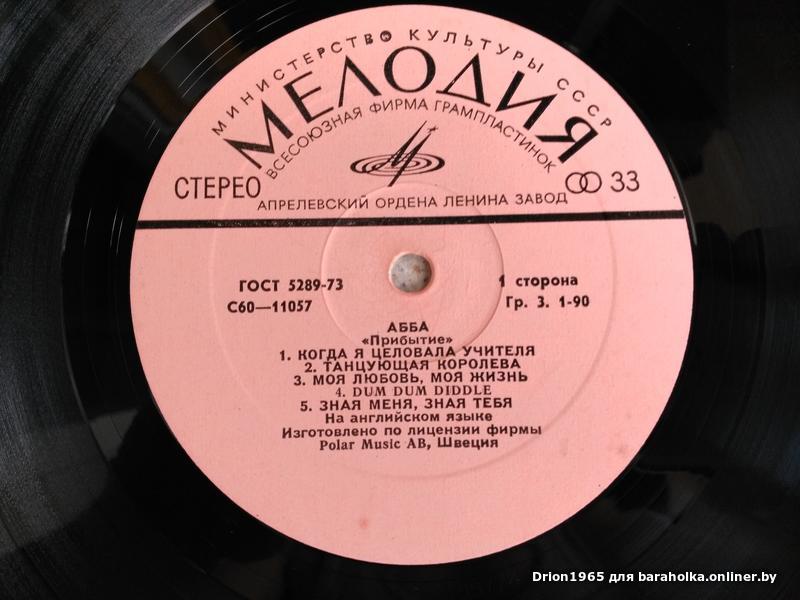 МИНИСТЕРСТВО КУЛЬТУРЫ СССР
МЕЛОДИЯ
ВСЕСОЮЗНАЯ ФИРМА ГРАМПЛАСТИНОК
СТЕРЕО
33
АПРЕЛЕВСКИЙ ОРДЕНА ЛЕНИНА ЗАВОД
ГОСТ 5289-73
1 сторона
С60—11057
Гр. 3. 1-90
АББА
«Прибытие»
1. КОГДА Я ЦЕЛОВАЛА УЧИТЕЛЯ
2. ТАНЦУЮЩАЯ КОРОЛЕВА
3. МОЯ ЛЮБОВЬ, МОЯ ЖИЗНЬ
4. DUM DUM DIDDLE
5. ЗНАЯ МЕНЯ, ЗНАЯ ТЕБЯ
На английском языке
Изготовлено по лицензии фирмы
Polar Music AB, Швеция
Drion1965 для baraholka.onliner.by